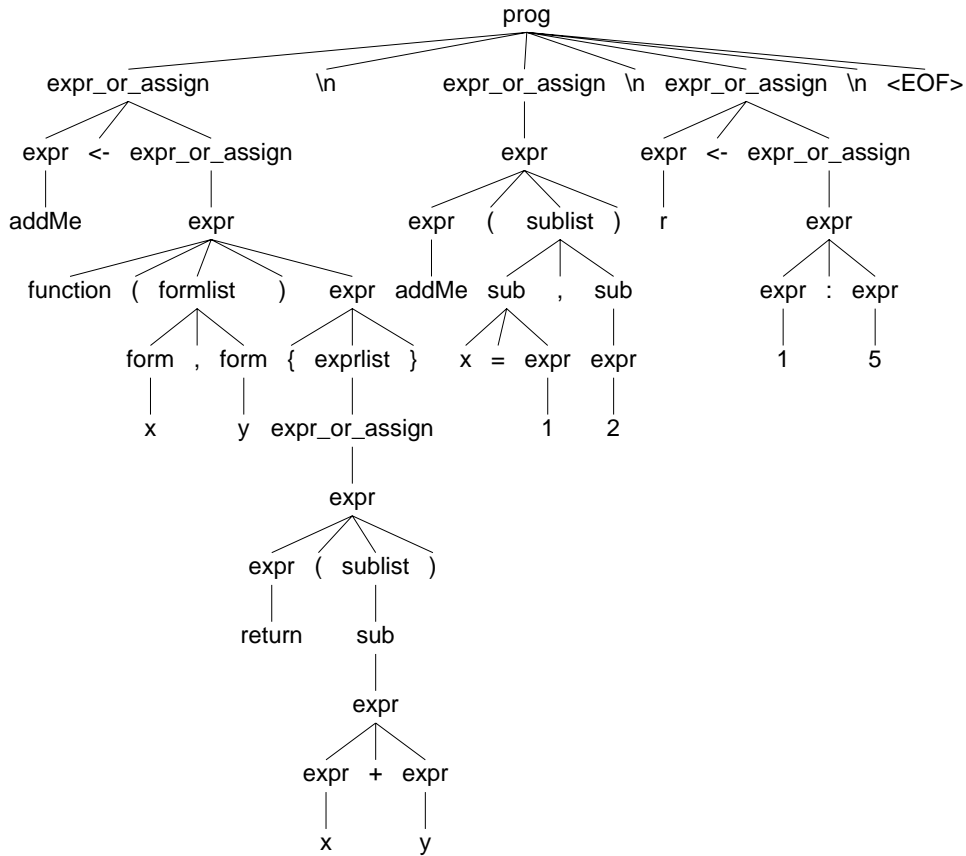 prog
expr_or_assign \n expr_or_assign \n expr_or_assign \n <EOF>
expr <- expr_or_assign expr expr <- expr_or_assign
addMe expr expr ( sublist ) r expr
function ( formlist ) expr addMe sub , sub expr : expr
form , form { exprlist } x = expr expr 1 5
x y expr_or_assign 1 2
expr
expr ( sublist )
return sub
expr
expr + expr
x y